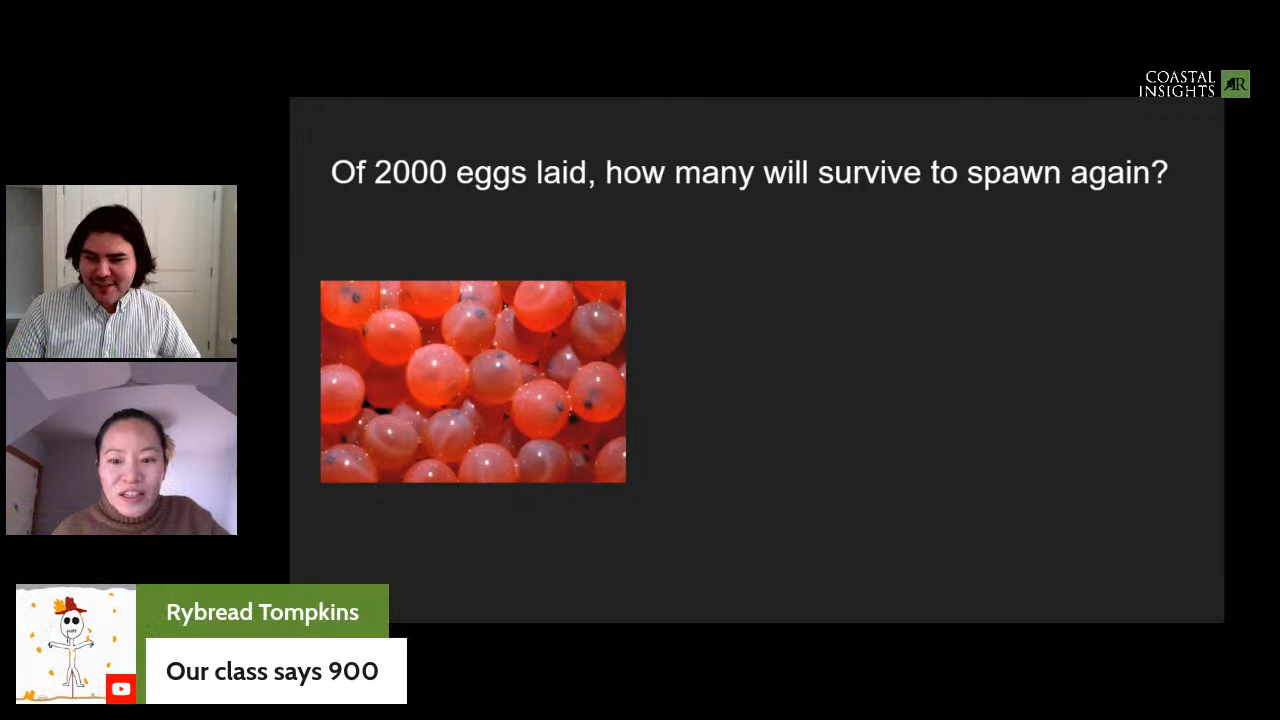 COASTAL
INSIGHTS
AR
Of 2000 eggs laid, how many will survive to spawn again?
Rybread Tompkins
Our class says 900